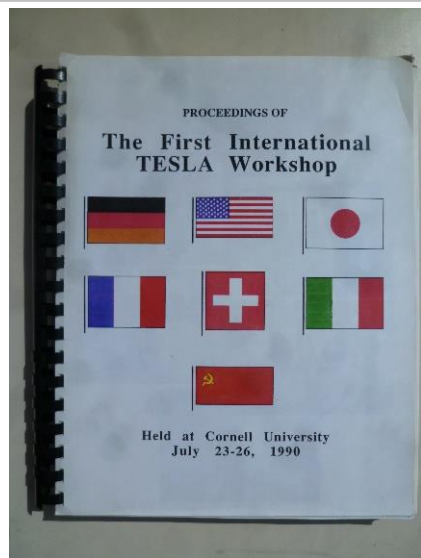 PROCEEDINGS OF
The First International
TESLA Workshop
Held at Cornell University
July 23-26, 1990